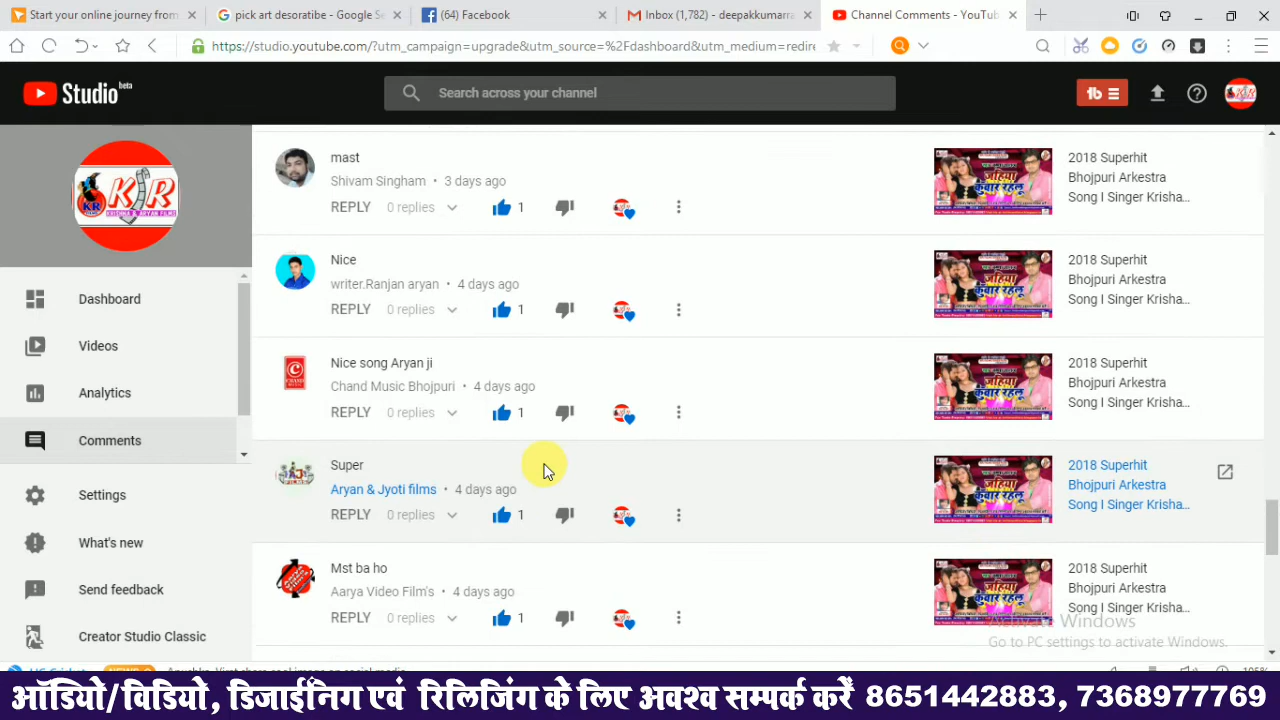 Start your online journey from
pick art desoratible - Google Se
(64) Facebook
Inbox (1,782) - deepakkumarra
Channel Comments - YouTub
https://studio.youtube.com/?utm_campaign=upgrade&utm_source=%2Fdashboard&utm_medium=redire
Studio beta
Search across your channel
KR
KRISHNA & ARYAN FILMS
Dashboard
Videos
Analytics
Comments
Settings
What's new
Send feedback
Creator Studio Classic
mast
Shivam Singham • 3 days ago
REPLY 0 replies 1
2018 Superhit
Bhojpuri Arkestra
Song I Singer Krisha...
Nice
writer.Ranjan aryan • 4 days ago
REPLY 0 replies 1
2018 Superhit
Bhojpuri Arkestra
Song I Singer Krisha...
Nice song Aryan ji
Chand Music Bhojpuri • 4 days ago
REPLY 0 replies 1
2018 Superhit
Bhojpuri Arkestra
Song I Singer Krisha...
Super
Aryan & Jyoti films • 4 days ago
REPLY 0 replies 1
2018 Superhit
Bhojpuri Arkestra
Song I Singer Krisha...
Mst ba ho
Aarya Video Film's • 4 days ago
REPLY 0 replies 1
2018 Superhit
Bhojpuri Arkestra
Song I Singer Krisha...
Activate Windows
Go to PC settings to activate Windows.
ऑडियो/विडियो, डिजाईनिग एवं रिलिजिंग के लिए अवश्व सम्पर्क करें 8651442883, 7368977769